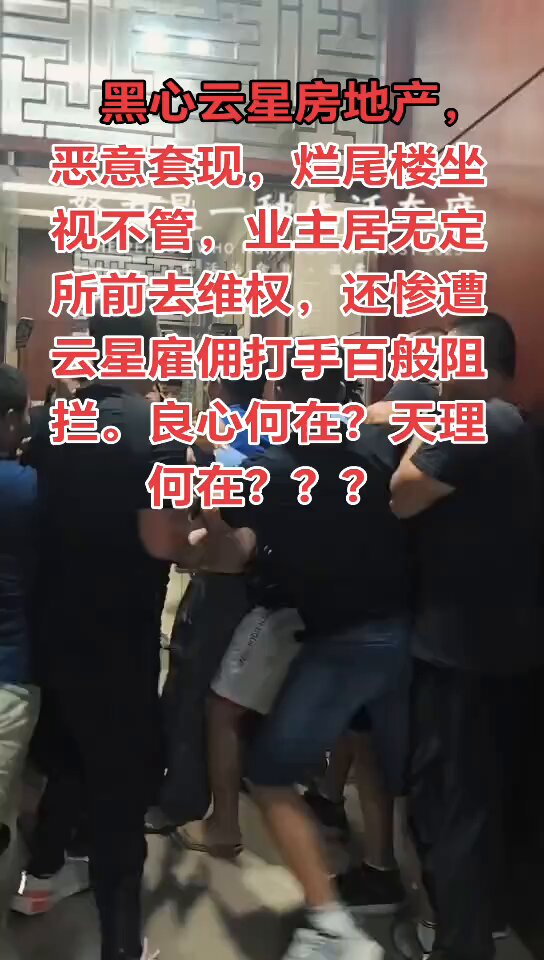 黑心云星房地产，
恶意套现，烂尾楼坐
视不管，业主居无定
所前去维权，还惨遭
云星雇佣打手百般阻
拦。良心何在？天理
何在？？？